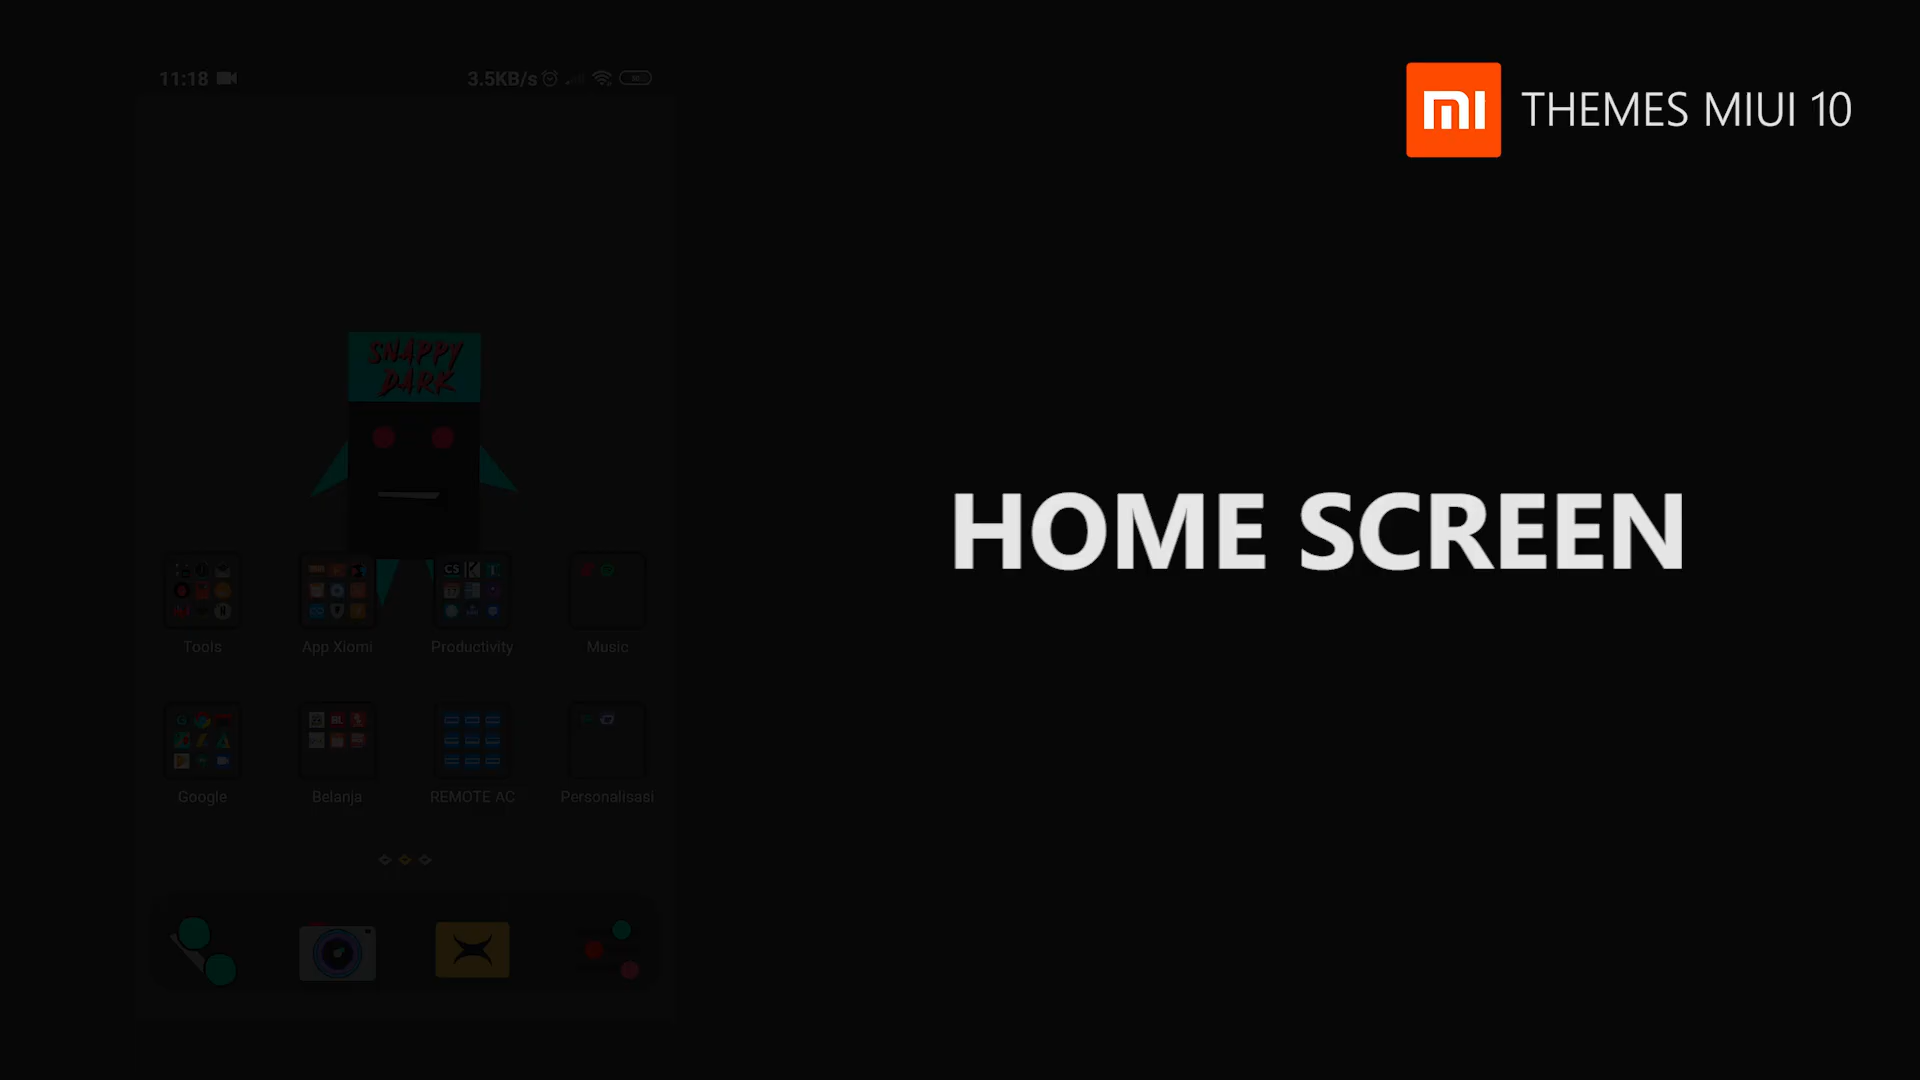 11:18
3.5KB/s
mi THEMES MIUI 10
SNAPPY
DARK
HOME SCREEN
Tools
App Xiomi
Productivity
Music
Google
Belanja
REMOTE AC
Personalisasi